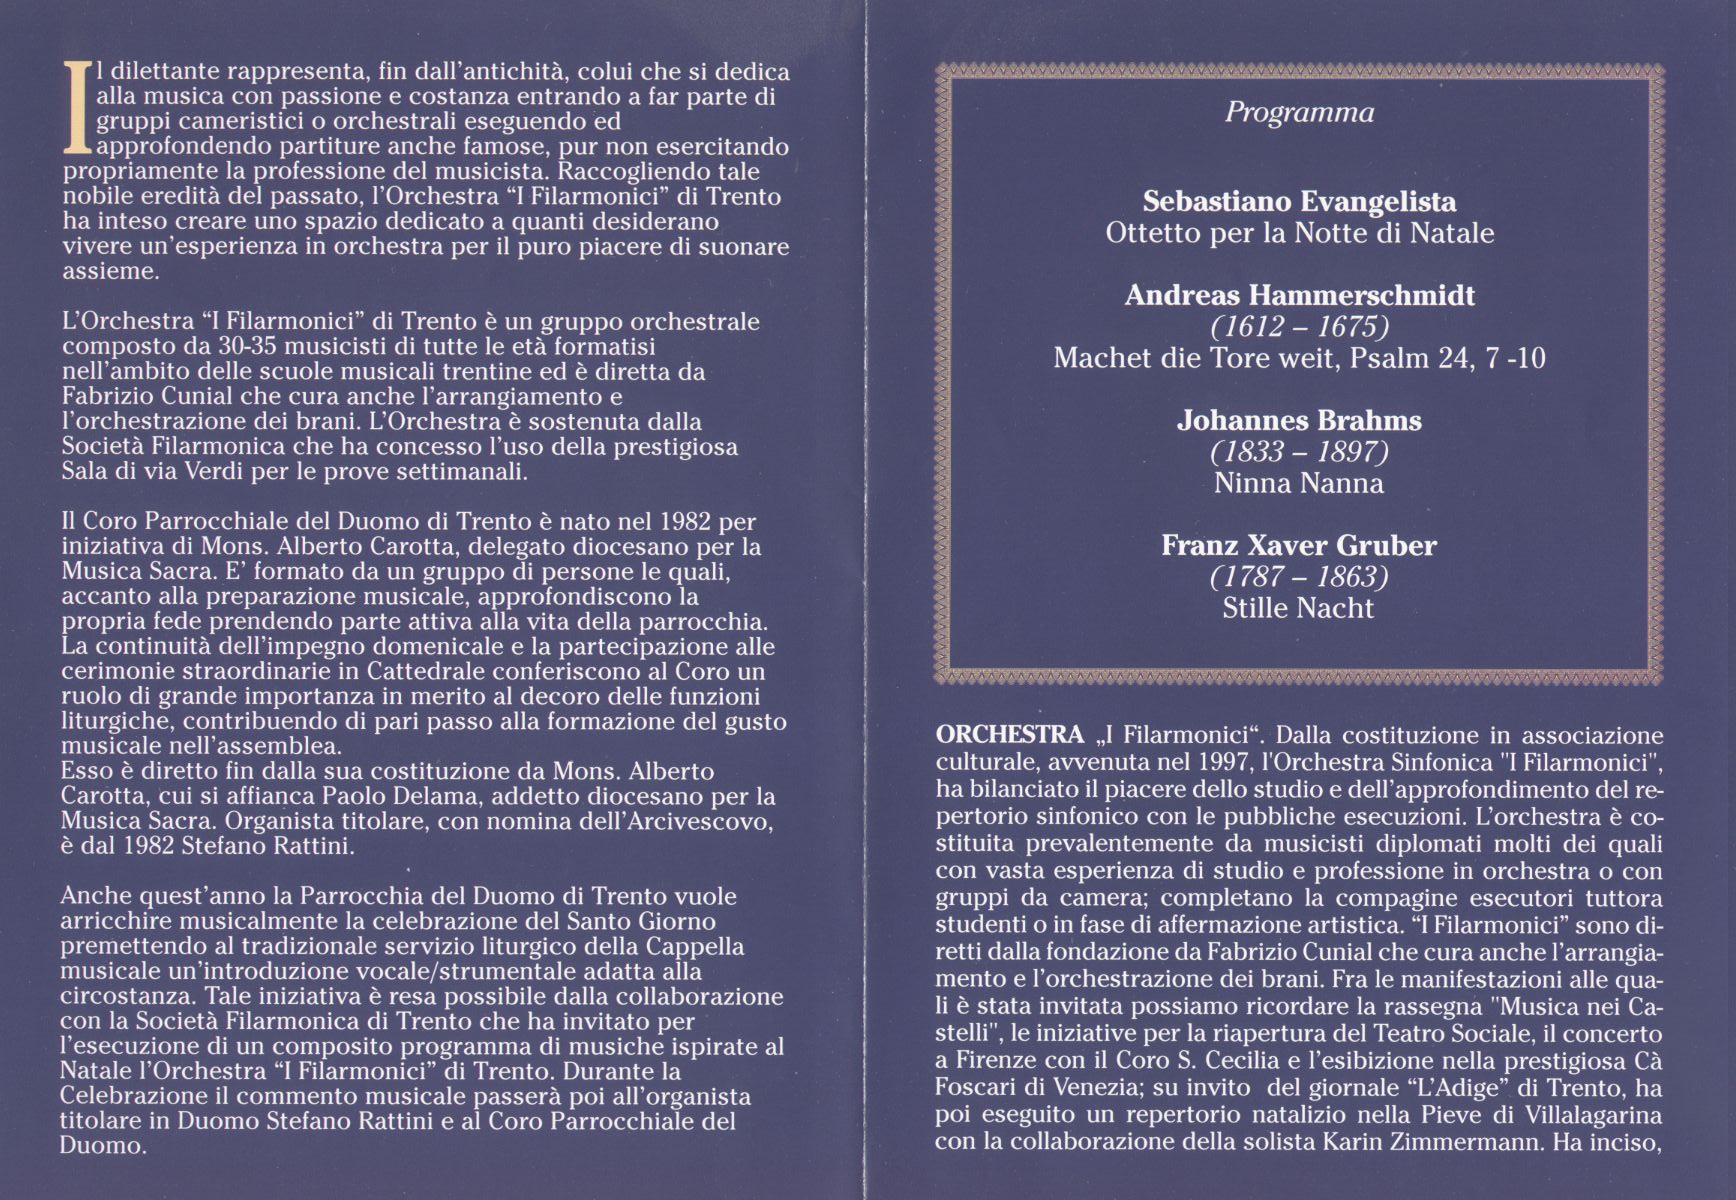 Il dilettante rappresenta, fin dall'antichità, colui che si dedica
alla musica con passione e costanza entrando a far parte di
gruppi cameristici o orchestrali eseguendo ed
approfondendo partiture anche famose, pur non esercitando
propriamente la professione del musicista. Raccogliendo tale
nobile eredità del passato, l'Orchestra “I Filarmonici” di Trento
ha inteso creare uno spazio dedicato a quanti desiderano
vivere un'esperienza in orchestra per il puro piacere di suonare
assieme.
L'Orchestra “I Filarmonici” di Trento è un gruppo orchestrale
composto da 30-35 musicisti di tutte le età formatisi
nell'ambito delle scuole musicali trentine ed è diretta da
Fabrizio Cunial che cura anche l'arrangiamento e
l'orchestrazione dei brani. L'Orchestra è sostenuta dalla
Società Filarmonica che ha concesso l'uso della prestigiosa
Sala di via Verdi per le prove settimanali.
Il Coro Parrocchiale del Duomo di Trento è nato nel 1982 per
iniziativa di Mons. Alberto Carotta, delegato diocesano per la
Musica Sacra. E' formato da un gruppo di persone le quali,
accanto alla preparazione musicale, approfondiscono la
propria fede prendendo parte attiva alla vita della parrocchia.
La continuità dell'impegno domenicale e la partecipazione alle
cerimonie straordinarie in Cattedrale conferiscono al Coro un
ruolo di grande importanza in merito al decoro delle funzioni
liturgiche, contribuendo di pari passo alla formazione del gusto
musicale nell'assemblea.
Esso è diretto fin dalla sua costituzione da Mons. Alberto
Carotta, cui si affianca Paolo Delama, addetto diocesano per la
Musica Sacra. Organista titolare, con nomina dell'Arcivescovo,
è dal 1982 Stefano Rattini.
Anche quest'anno la Parrocchia del Duomo di Trento vuole
arricchire musicalmente la celebrazione del Santo Giorno
premettendo al tradizionale servizio liturgico della Cappella
musicale un'introduzione vocale/strumentale adatta alla
circostanza. Tale iniziativa è resa possibile dalla collaborazione
con la Società Filarmonica di Trento che ha invitato per
l'esecuzione di un composito programma di musiche ispirate al
Natale l'Orchestra “I Filarmonici” di Trento. Durante la
Celebrazione il commento musicale passerà poi all'organista
titolare in Duomo Stefano Rattini e al Coro Parrocchiale del
Duomo.
Programma
Sebastiano Evangelista
Ottetto per la Notte di Natale
Andreas Hammerschmidt
(1612 – 1675)
Machet die Tore weit, Psalm 24, 7 -10
Johannes Brahms
(1833 – 1897)
Ninna Nanna
Franz Xaver Gruber
(1787 – 1863)
Stille Nacht
ORCHESTRA „I Filarmonici“. Dalla costituzione in associazione
culturale, avvenuta nel 1997, l'Orchestra Sinfonica "I Filarmonici",
ha bilanciato il piacere dello studio e dell'approfondimento del re-
pertorio sinfonico con le pubbliche esecuzioni. L'orchestra è co-
stituita prevalentemente da musicisti diplomati molti dei quali
con vasta esperienza di studio e professione in orchestra o con
gruppi da camera; completano la compagine esecutori tuttora
studenti o in fase di affermazione artistica. “I Filarmonici” sono di-
retti dalla fondazione da Fabrizio Cunial che cura anche l'arrangia-
mento e l'orchestrazione dei brani. Fra le manifestazioni alle qua-
li è stata invitata possiamo ricordare la rassegna "Musica nei Ca-
stelli", le iniziative per la riapertura del Teatro Sociale, il concerto
a Firenze con il Coro S. Cecilia e l'esibizione nella prestigiosa Cà
Foscari di Venezia; su invito del giornale “L'Adige” di Trento, ha
poi eseguito un repertorio natalizio nella Pieve di Villalagarina
con la collaborazione della solista Karin Zimmermann. Ha inciso,